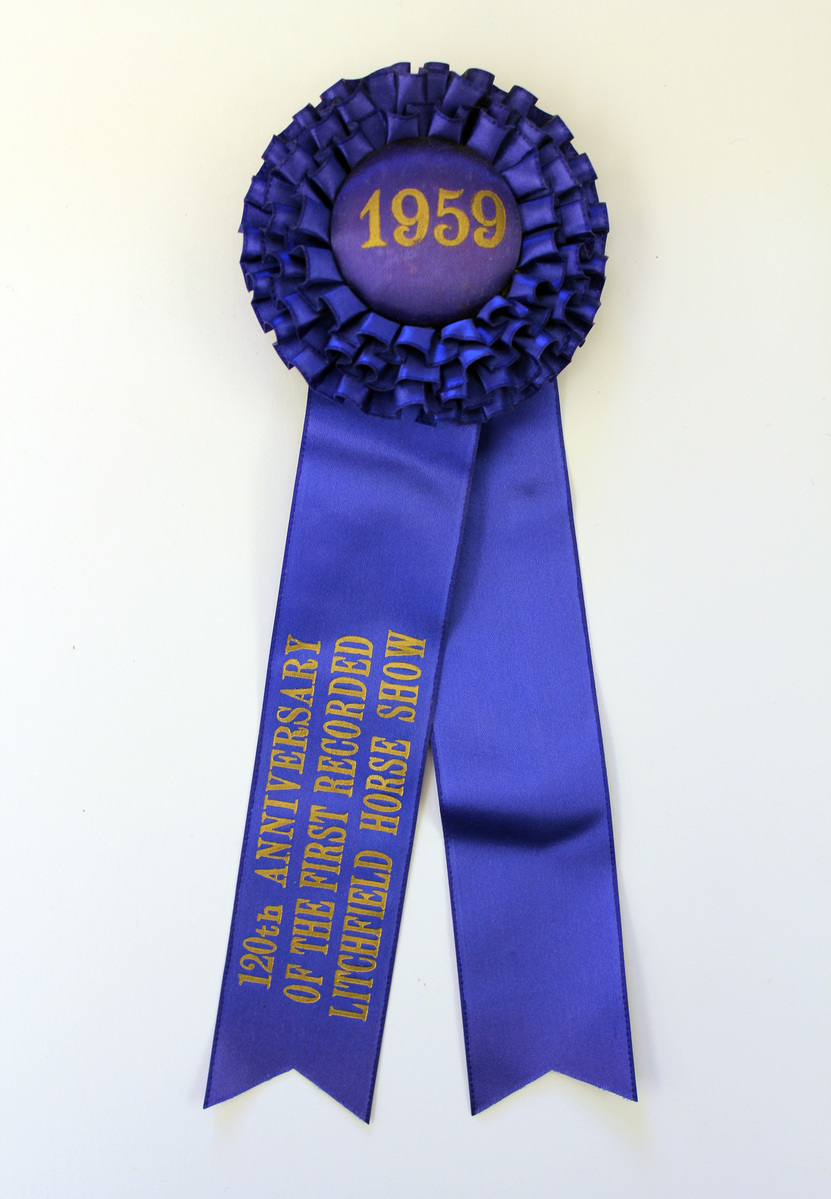 1959
120th ANNIVERSARY
OF THE FIRST RECORDED
LITCHFIELD HORSE SHOW